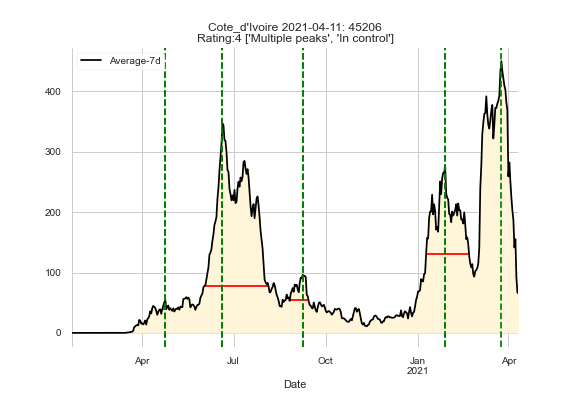 Cote_d'Ivoire 2021-04-11: 45206
Rating:4 ['Multiple peaks', 'In control']
Average-7d
400
300
200
100
0
Apr
Jul
Oct
Jan
2021
Apr
Date